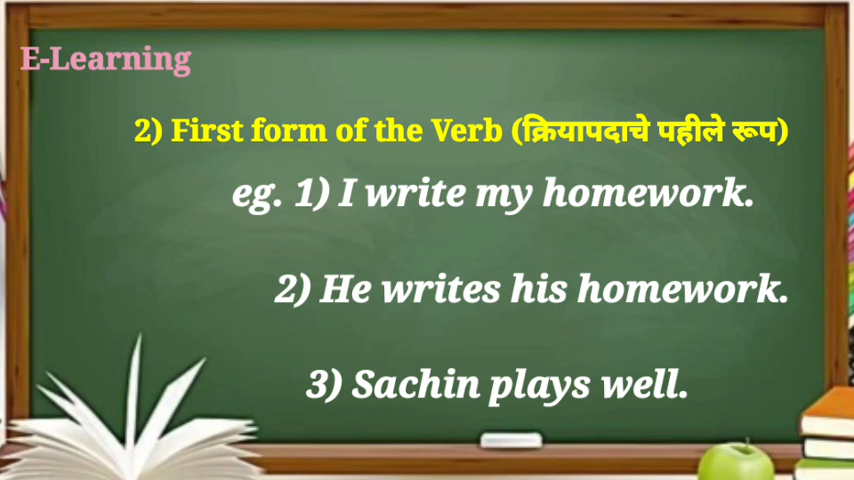 E-Learning
2) First form of the Verb (क्रियापदाचे पहीले रूप)
eg. 1) I write my homework.
2) He writes his homework.
3) Sachin plays well.